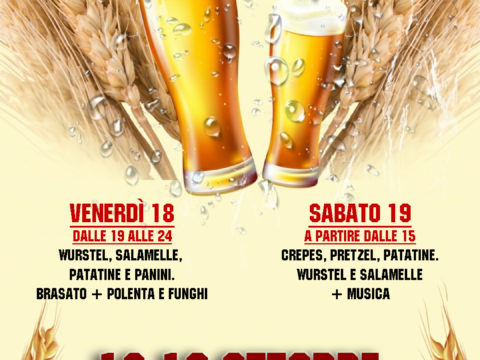 VENERDÌ 18
DALLE 19 ALLE 24
WURSTEL, SALAMELLE,
PATATINE E PANINI.
BRASATO + POLENTA E FUNGHI
SABATO 19
A PARTIRE DALLE 15
CREPES, PRETZEL, PATATINE.
WURSTEL E SALAMELLE
+ MUSICA
OTTOBRE